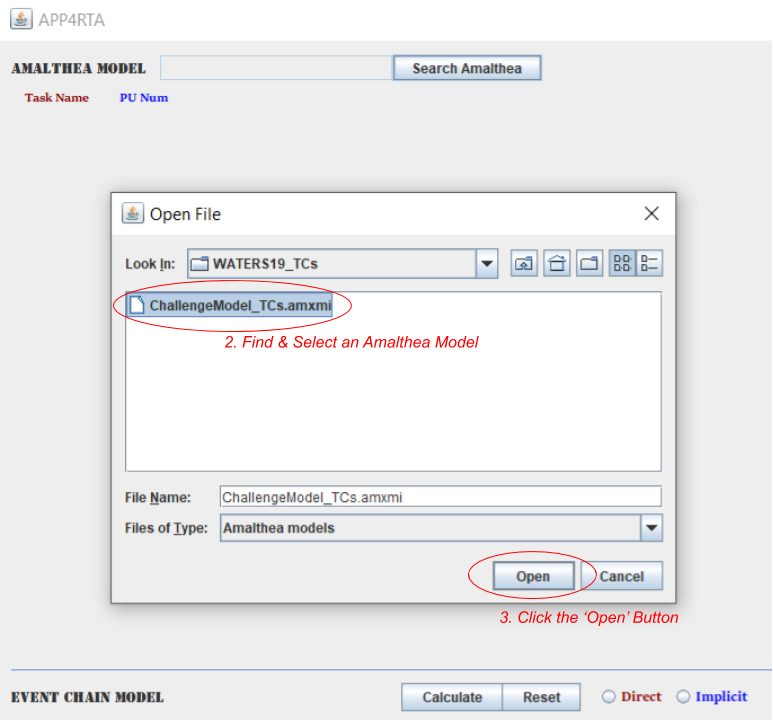 APP4RTA
AMALTHEA MODEL Search Amalthea
Task Name PU Num
Open File
Look In: WATERS19_TCs
ChallengeModel_TCs.amxmi
2. Find & Select an Amalthea Model
File Name: ChallengeModel_TCs.amxmi
Files of Type: Amalthea models
Open Cancel
3. Click the ‘Open’ Button
EVENT CHAIN MODEL Calculate Reset Direct Implicit